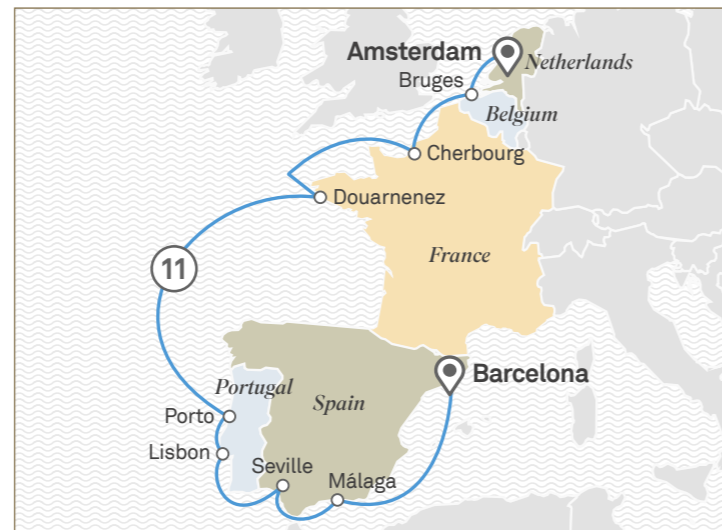 Amsterdam
Netherlands
Bruges
Belgium
Cherbourg
Douarnenez
France
11
Barcelona
Portugal
Spain
Porto
Lisbon
Seville
Málaga